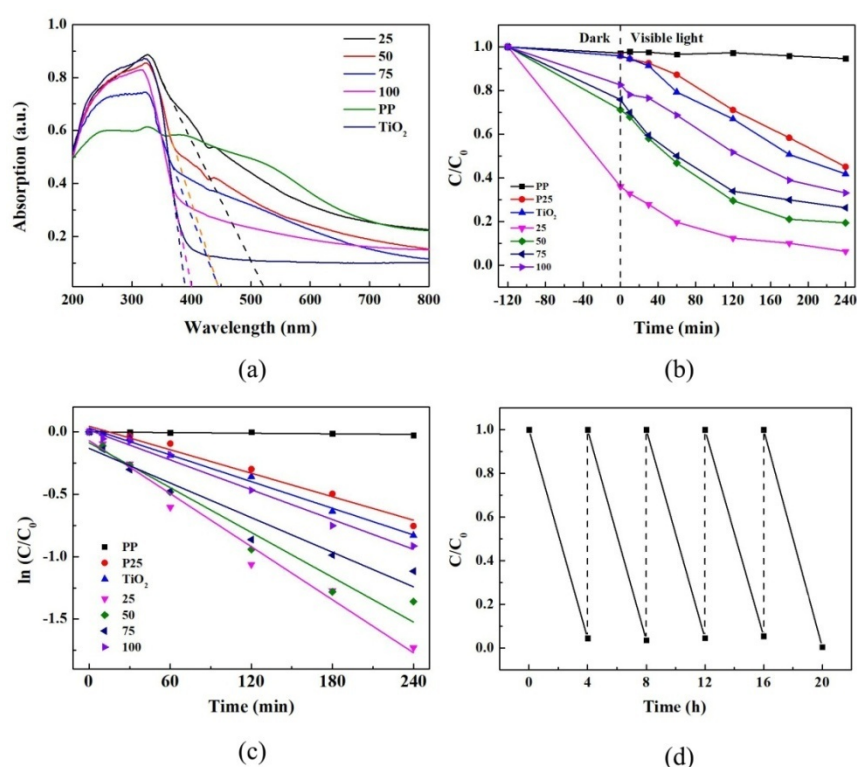 1.0
0.8
0.6
0.4
0.2
Absorption (a.u.)
25
50
75
100
PP
TiO₂
200 300 400 500 600 700 800
Wavelength (nm)
(a)
Dark Visible light
1.0
0.8
0.6
0.4
0.2
0.0
C/C₀
PP
P25
TiO₂
25
50
75
100
-120 -80 -40 0 40 80 120 160 200 240
Time (min)
(b)
0.0
-0.5
-1.0
-1.5
ln (C/C₀)
PP
P25
TiO₂
25
50
75
100
0 60 120 180 240
Time (min)
(c)
1.0
0.8
0.6
0.4
0.2
0.0
C/C₀
0 4 8 12 16 20
Time (h)
(d)